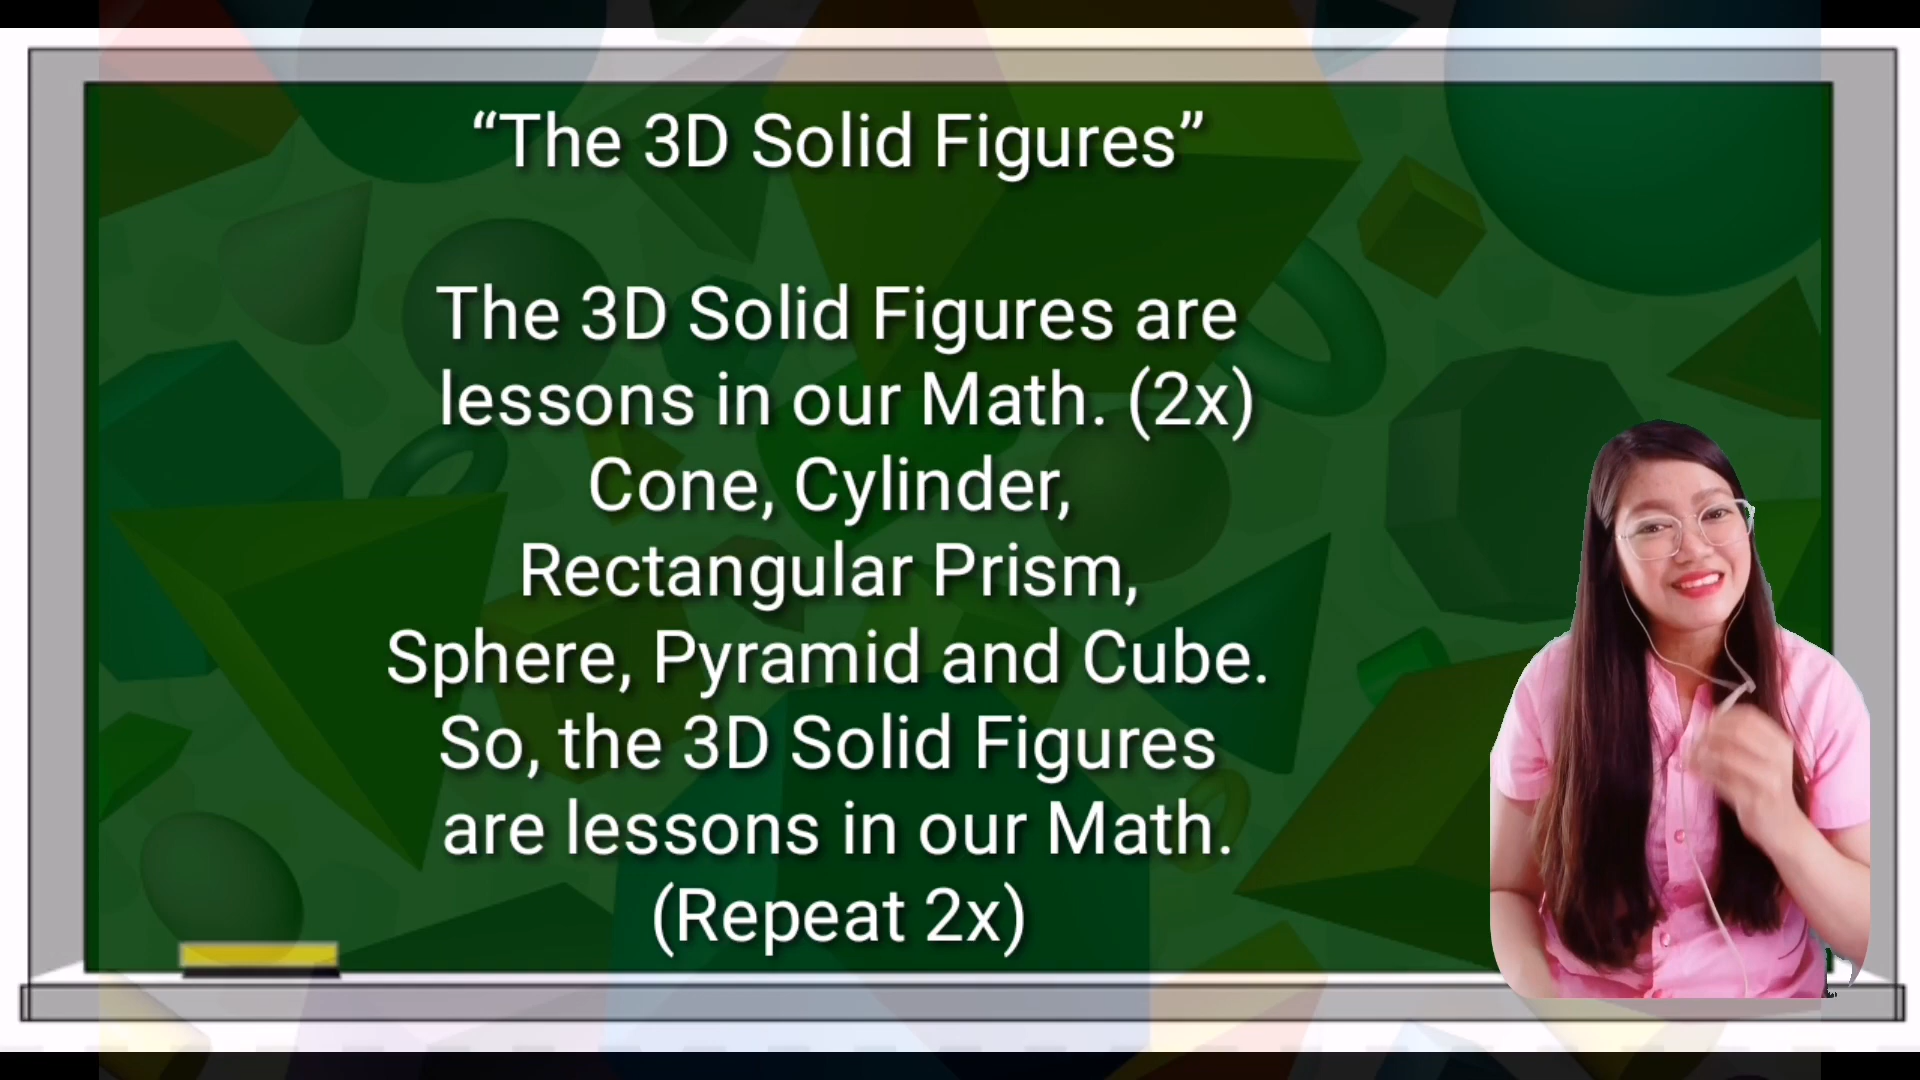 “The 3D Solid Figures”
The 3D Solid Figures are
lessons in our Math. (2x)
Cone, Cylinder,
Rectangular Prism,
Sphere, Pyramid and Cube.
So, the 3D Solid Figures
are lessons in our Math.
(Repeat 2x)